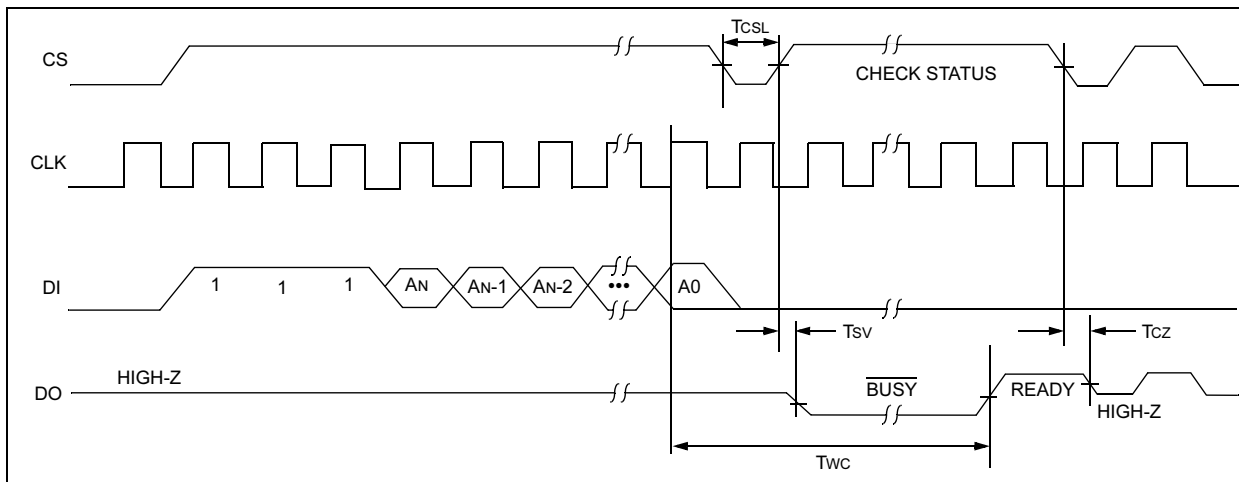 TCSL
CS
CHECK STATUS
CLK
DI
1
1
1
AN
AN-1
AN-2
•••
A0
TSV
TCZ
HIGH-Z
DO
BUSY
READY
HIGH-Z
TWC